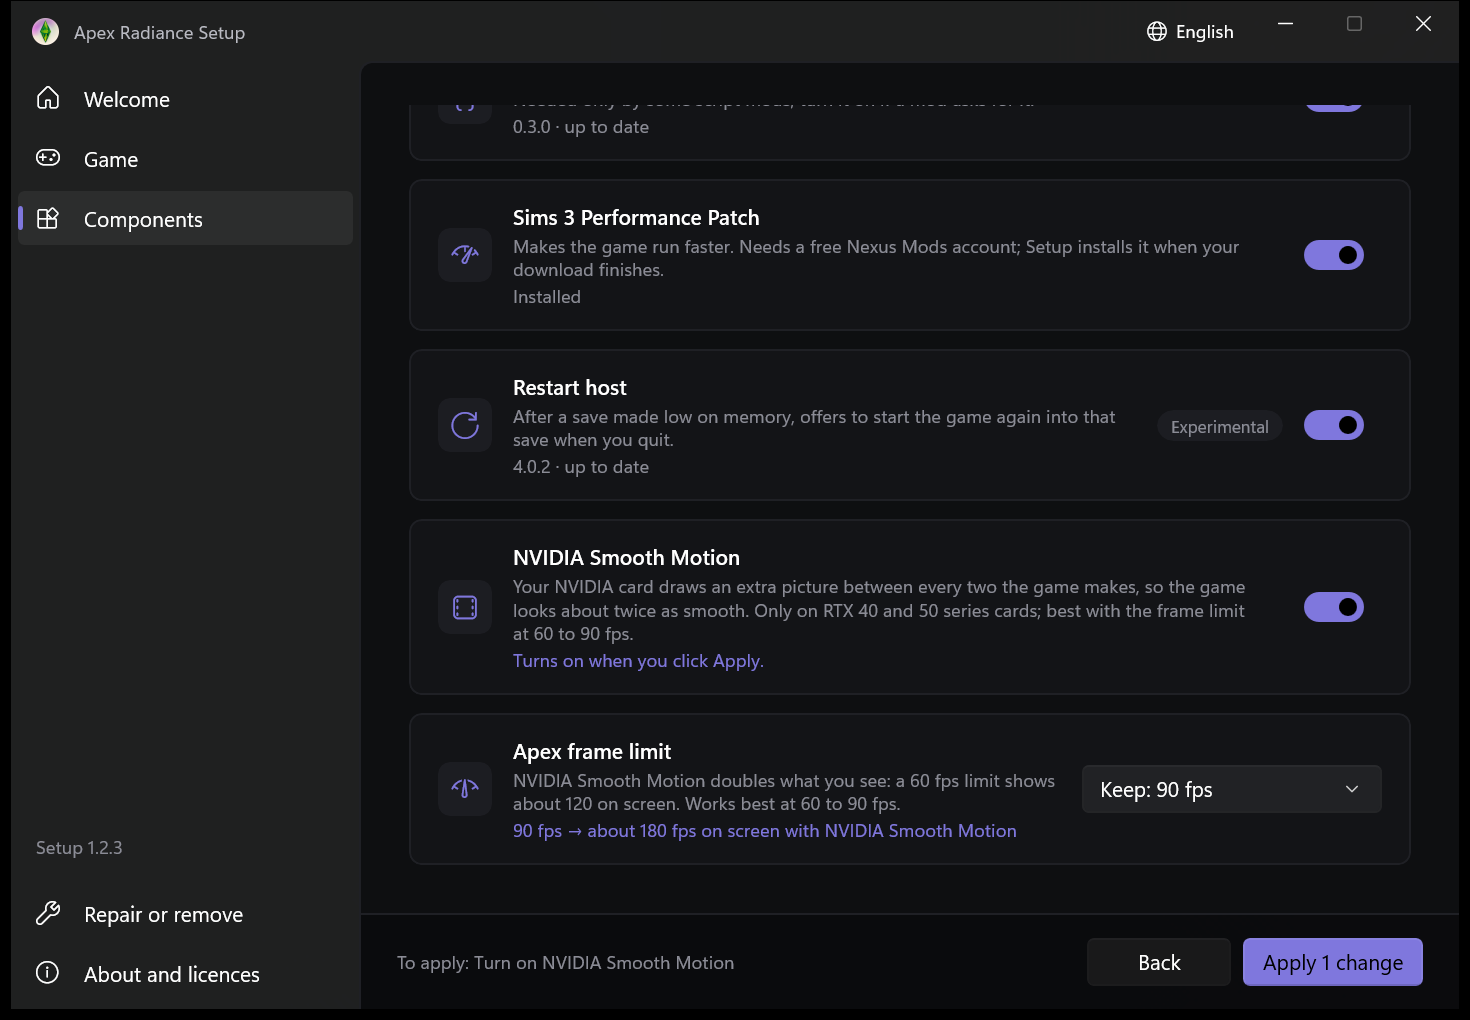 Apex Radiance Setup
English
Welcome
Game
Components
Setup 1.2.3
Repair or remove
About and licences
0.3.0 · up to date
Sims 3 Performance Patch
Makes the game run faster. Needs a free Nexus Mods account; Setup installs it when your
download finishes.
Installed
Restart host
After a save made low on memory, offers to start the game again into that
save when you quit.
4.0.2 · up to date
Experimental
NVIDIA Smooth Motion
Your NVIDIA card draws an extra picture between every two the game makes, so the game
looks about twice as smooth. Only on RTX 40 and 50 series cards; best with the frame limit
at 60 to 90 fps.
Turns on when you click Apply.
Apex frame limit
NVIDIA Smooth Motion doubles what you see: a 60 fps limit shows
about 120 on screen. Works best at 60 to 90 fps.
90 fps → about 180 fps on screen with NVIDIA Smooth Motion
Keep: 90 fps
To apply: Turn on NVIDIA Smooth Motion
Back
Apply 1 change